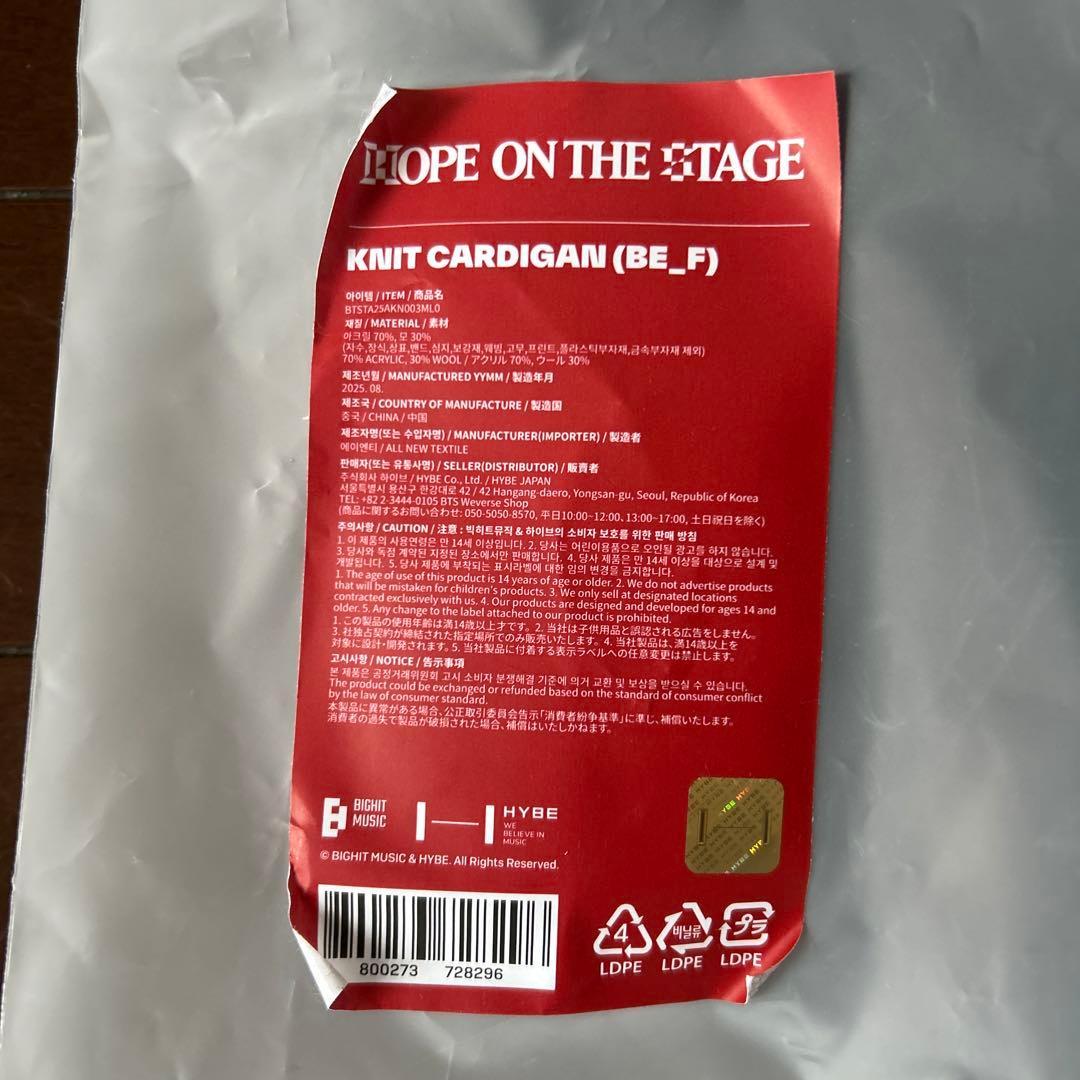 HOPE ON THE STAGE
KNIT CARDIGAN (BE_F)
아이템 / ITEM / 商品名
BTSTA25AKN003ML0
재질 / MATERIAL / 素材
아크릴 70%, 모 30%
(자수,장식,상표,밴드,심지,보강재,웨빙,고무,프린트,플라스틱부자재,금속부자재 제외)
70% ACRYLIC, 30% WOOL / アクリル 70%, ウール 30%
제조년월 / MANUFACTURED YYMM / 製造年月
2025. 08.
제조국 / COUNTRY OF MANUFACTURE / 製造国
중국 / CHINA / 中国
제조자명(또는 수입자명) / MANUFACTURER(IMPORTER) / 製造者
에이엔티 / ALL NEW TEXTILE
판매자(또는 유통사명) / SELLER(DISTRIBUTOR) / 販賣者
주식회사 하이브 / HYBE Co., Ltd. / HYBE JAPAN
서울특별시 용산구 한강대로 42 / 42 Hangang-daero, Yongsan-gu, Seoul, Republic of Korea
TEL: +82 2-3444-0105 BTS Weverse Shop
(商品に関するお問い合わせ: 050-5050-8570, 平日10:00~12:00、13:00~17:00, 土日祝日を除く)
주의사항 / CAUTION / 注意 : 빅히트뮤직 & 하이브의 소비자 보호를 위한 판매 방침
1. 이 제품의 사용연령은 만 14세 이상입니다. 2. 당사는 어린이용품으로 오인될 광고를 하지 않습니다.
3. 당사와 독점 계약된 지정된 장소에서만 판매합니다. 4. 당사 제품은 만 14세 이상을 대상으로 설계 및
개발됩니다. 5. 당사 제품에 부착되는 표시라벨에 대한 임의 변경을 금지합니다.
1. The age of use of this product is 14 years of age or older. 2. We do not advertise products
that will be mistaken for children's products. 3. We only sell at designated locations
contracted exclusively with us. 4. Our products are designed and developed for ages 14 and
older. 5. Any change to the label attached to our product is prohibited.
1. この製品の使用年齢は満14歳以上才です。2. 当社は子供用品と誤認される広告をしません。
3. 社独占契約が締結された指定場所でのみ販売いたします。4. 当社製品は、満14歳以上を
対象に設計・開発されます。5. 当社製品に付着する表示ラベルへの任意変更は禁止します。
고시사항 / NOTICE / 告示事項
본 제품은 공정거래위원회 고시 소비자 분쟁해결 기준에 의거 교환 및 보상을 받으실 수 있습니다.
The product could be exchanged or refunded based on the standard of consumer conflict
by the law of consumer standard.
本製品に異常がある場合、公正取引委員会告示「消費者紛争基準」に準じ、補償いたします。
消費者の過失で製品が破損された場合、補償はいたしかねます。
BIGHIT
MUSIC
HYBE
WE
BELIEVE IN
MUSIC
© BIGHIT MUSIC & HYBE. All Rights Reserved.
800273 728296
4
LDPE
비닐류
LDPE
プラ
LDPE